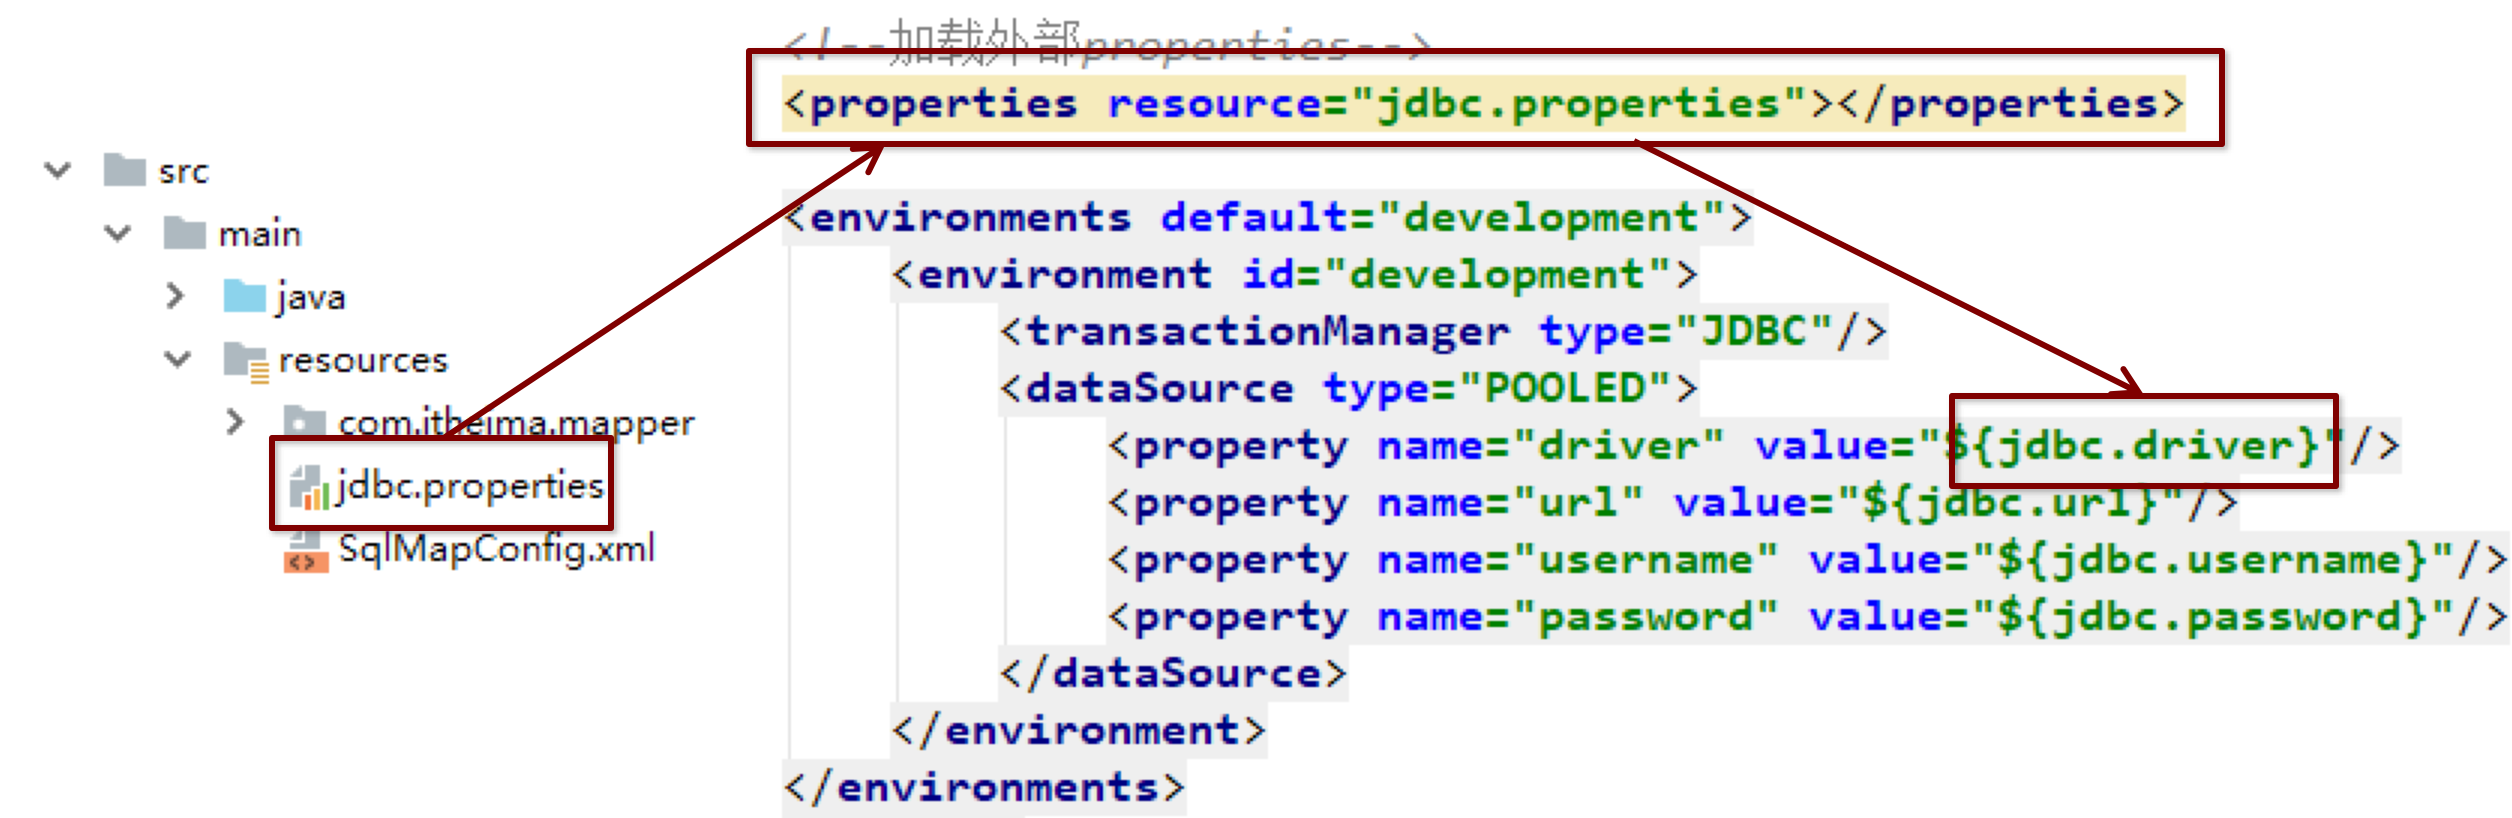 src
main
java
resources
com.itheima.mapper
jdbc.properties
SqlMapConfig.xml
<!--加载外部properties-->
<properties resource="jdbc.properties"></properties>
<environments default="development">
<environment id="development">
<transactionManager type="JDBC"/>
<dataSource type="POOLED">
<property name="driver" value="${jdbc.driver}"/>
<property name="url" value="${jdbc.url}"/>
<property name="username" value="${jdbc.username}"/>
<property name="password" value="${jdbc.password}"/>
</dataSource>
</environment>
</environments>